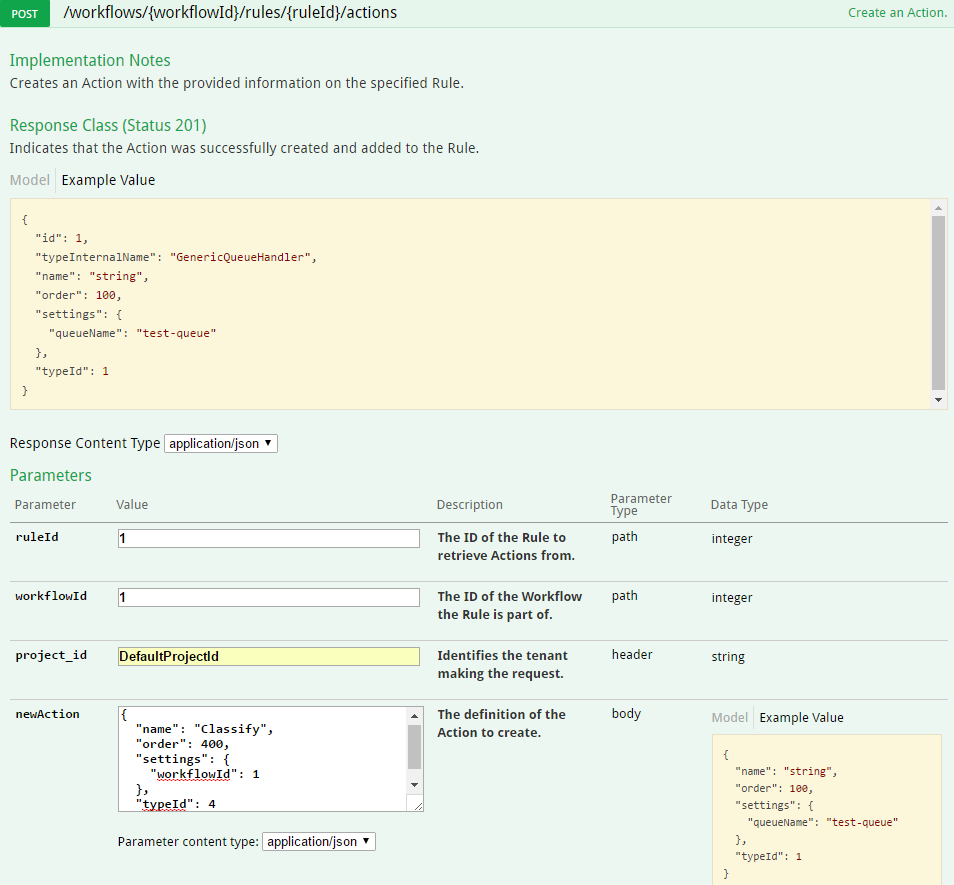 POST /workflows/{workflowId}/rules/{ruleId}/actions Create an Action.
Implementation Notes
Creates an Action with the provided information on the specified Rule.
Response Class (Status 201)
Indicates that the Action was successfully created and added to the Rule.
Model Example Value
{
"id": 1,
"typeInternalName": "GenericQueueHandler",
"name": "string",
"order": 100,
"settings": {
"queueName": "test-queue"
},
"typeId": 1
}
Response Content Type application/json
Parameters
Parameter Value Description Parameter Type Data Type
ruleId 1 The ID of the Rule to path integer
retrieve Actions from.
workflowId 1 The ID of the Workflow path integer
the Rule is part of.
project_id DefaultProjectId Identifies the tenant header string
making the request.
newAction The definition of the body
Action to create.
{
"name": "Classify",
"order": 400,
"settings": {
"workflowId": 1
},
"typeId": 4
Parameter content type: application/json
Model Example Value
{
"name": "string",
"order": 100,
"settings": {
"queueName": "test-queue"
},
"typeId": 1
}